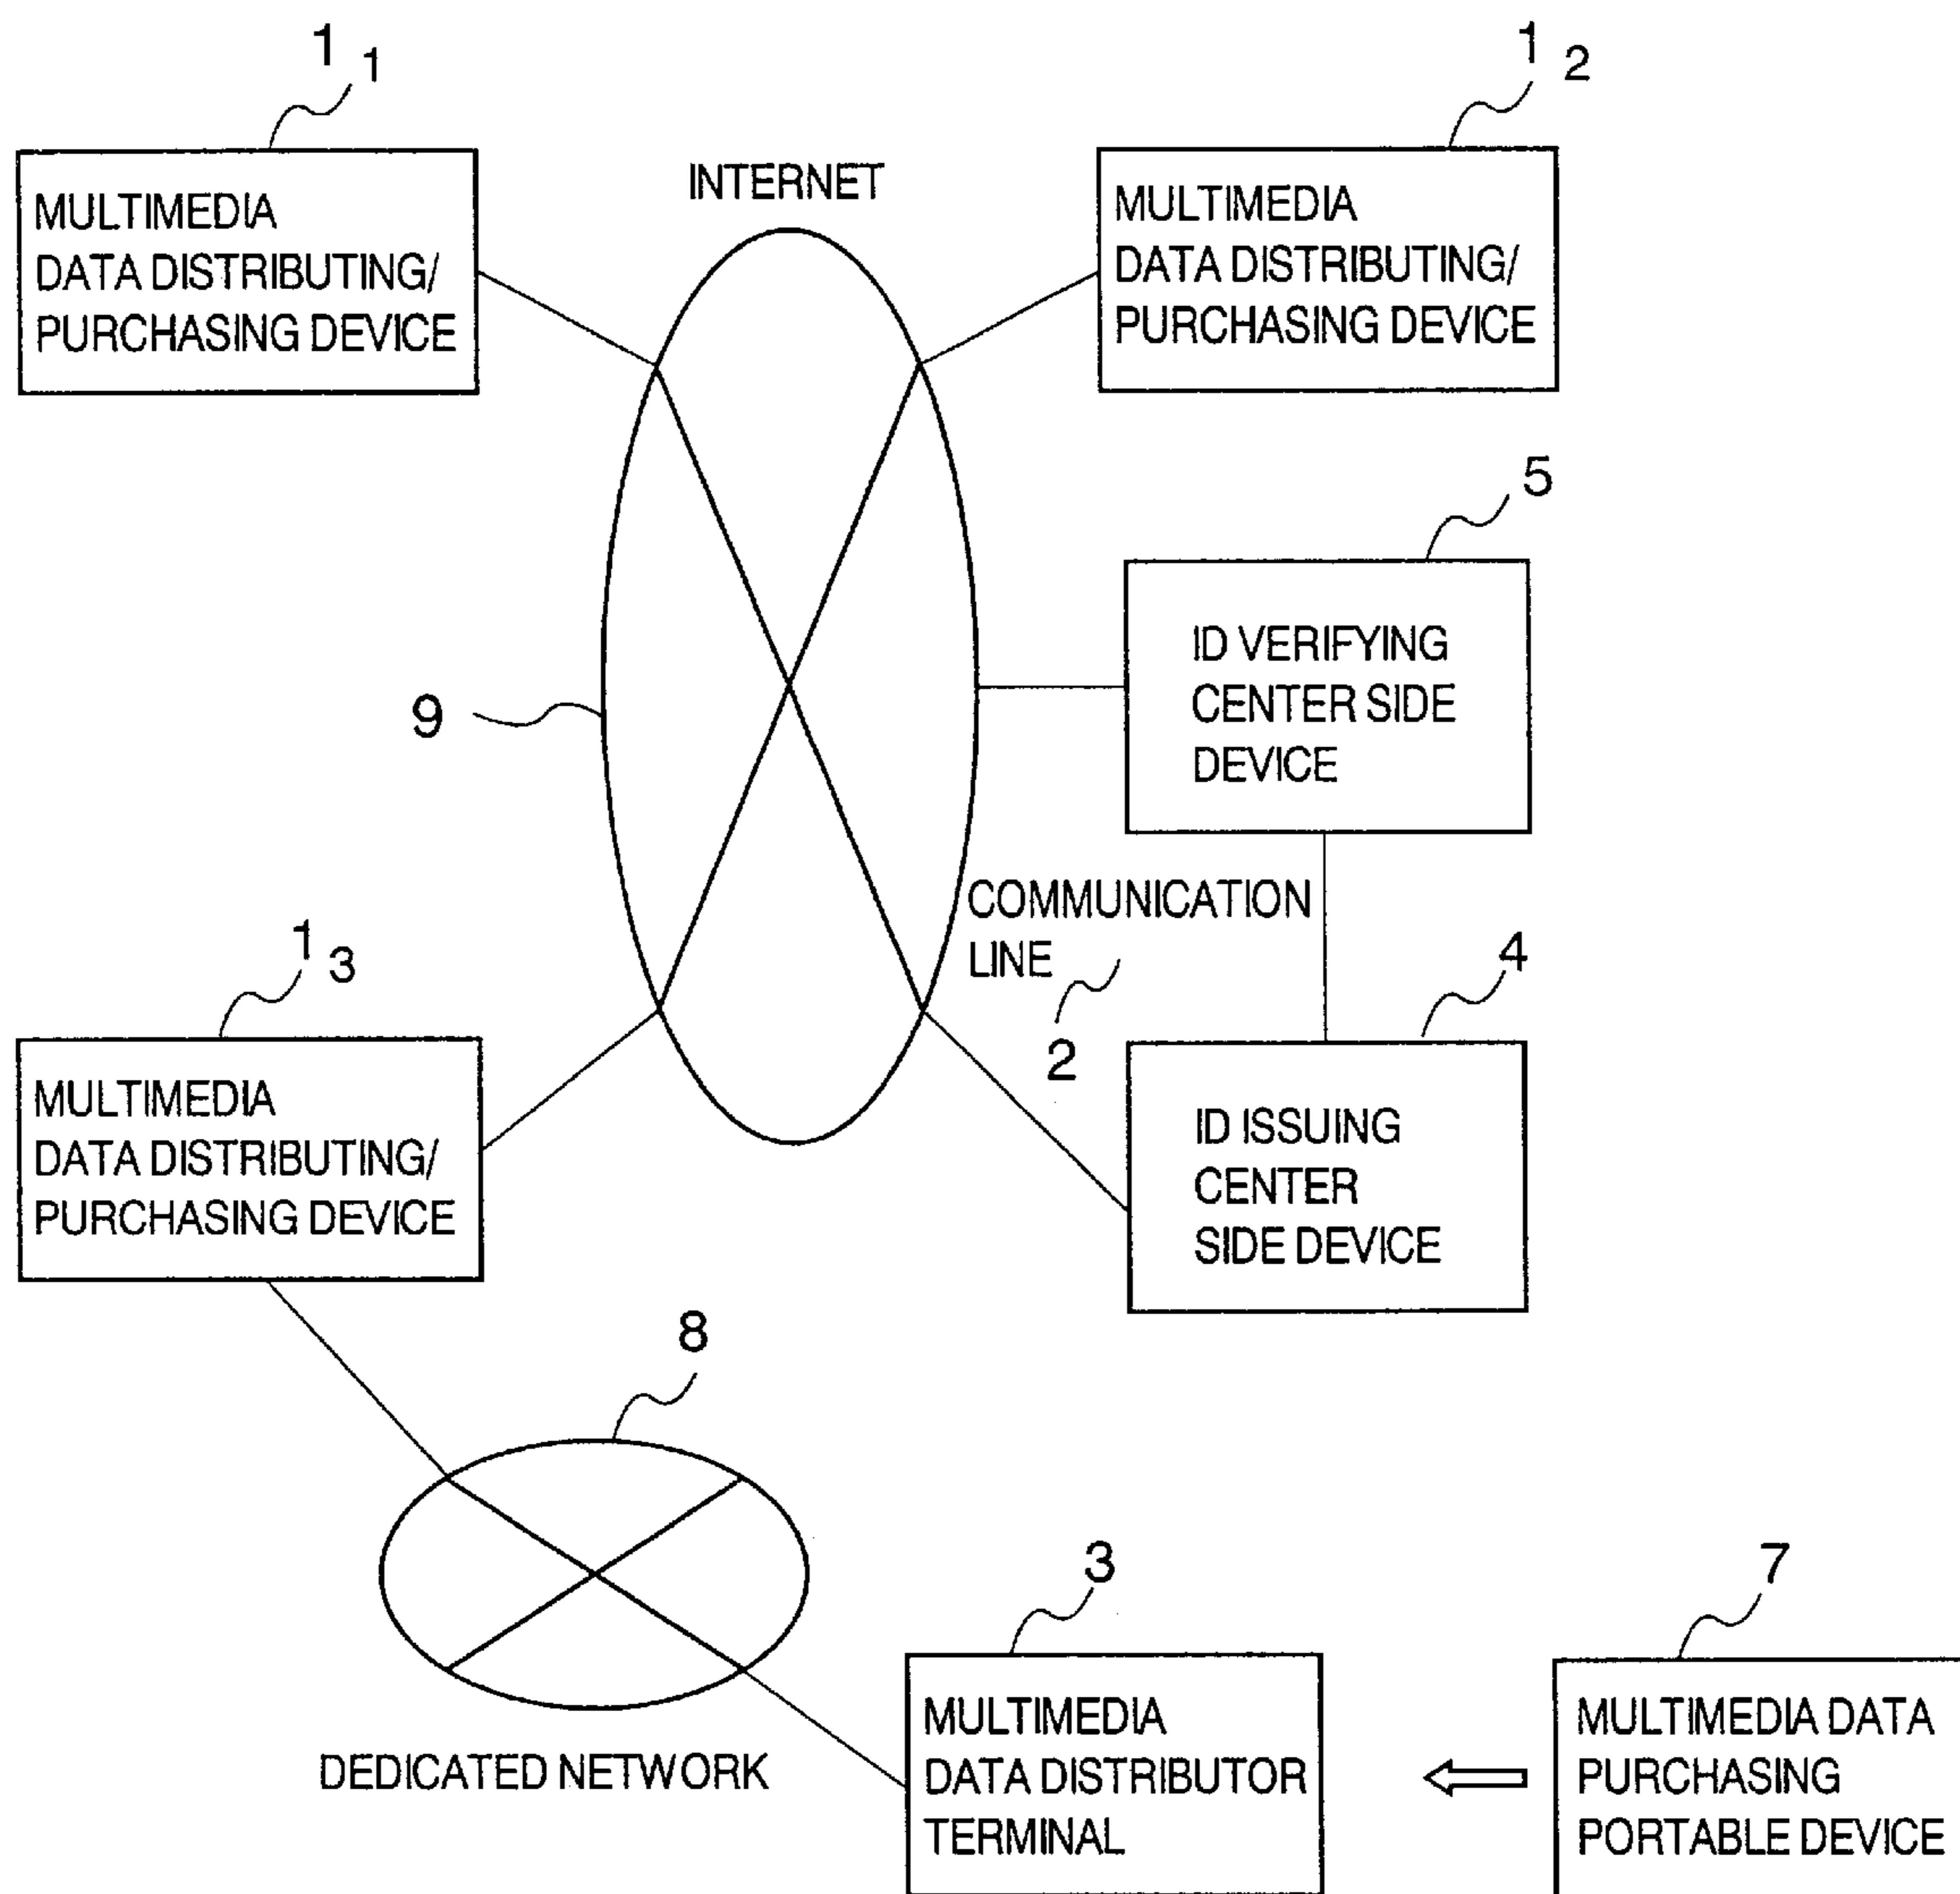 1 1
1 2
MULTIMEDIA
DATA DISTRIBUTING/
PURCHASING DEVICE
INTERNET
MULTIMEDIA
DATA DISTRIBUTING/
PURCHASING DEVICE
5
ID VERIFYING
CENTER SIDE
DEVICE
9
COMMUNICATION
LINE
2
4
ID ISSUING
CENTER
SIDE DEVICE
1 3
MULTIMEDIA
DATA DISTRIBUTING/
PURCHASING DEVICE
8
DEDICATED NETWORK
3
MULTIMEDIA
DATA DISTRIBUTOR
TERMINAL
7
MULTIMEDIA DATA
PURCHASING
PORTABLE DEVICE